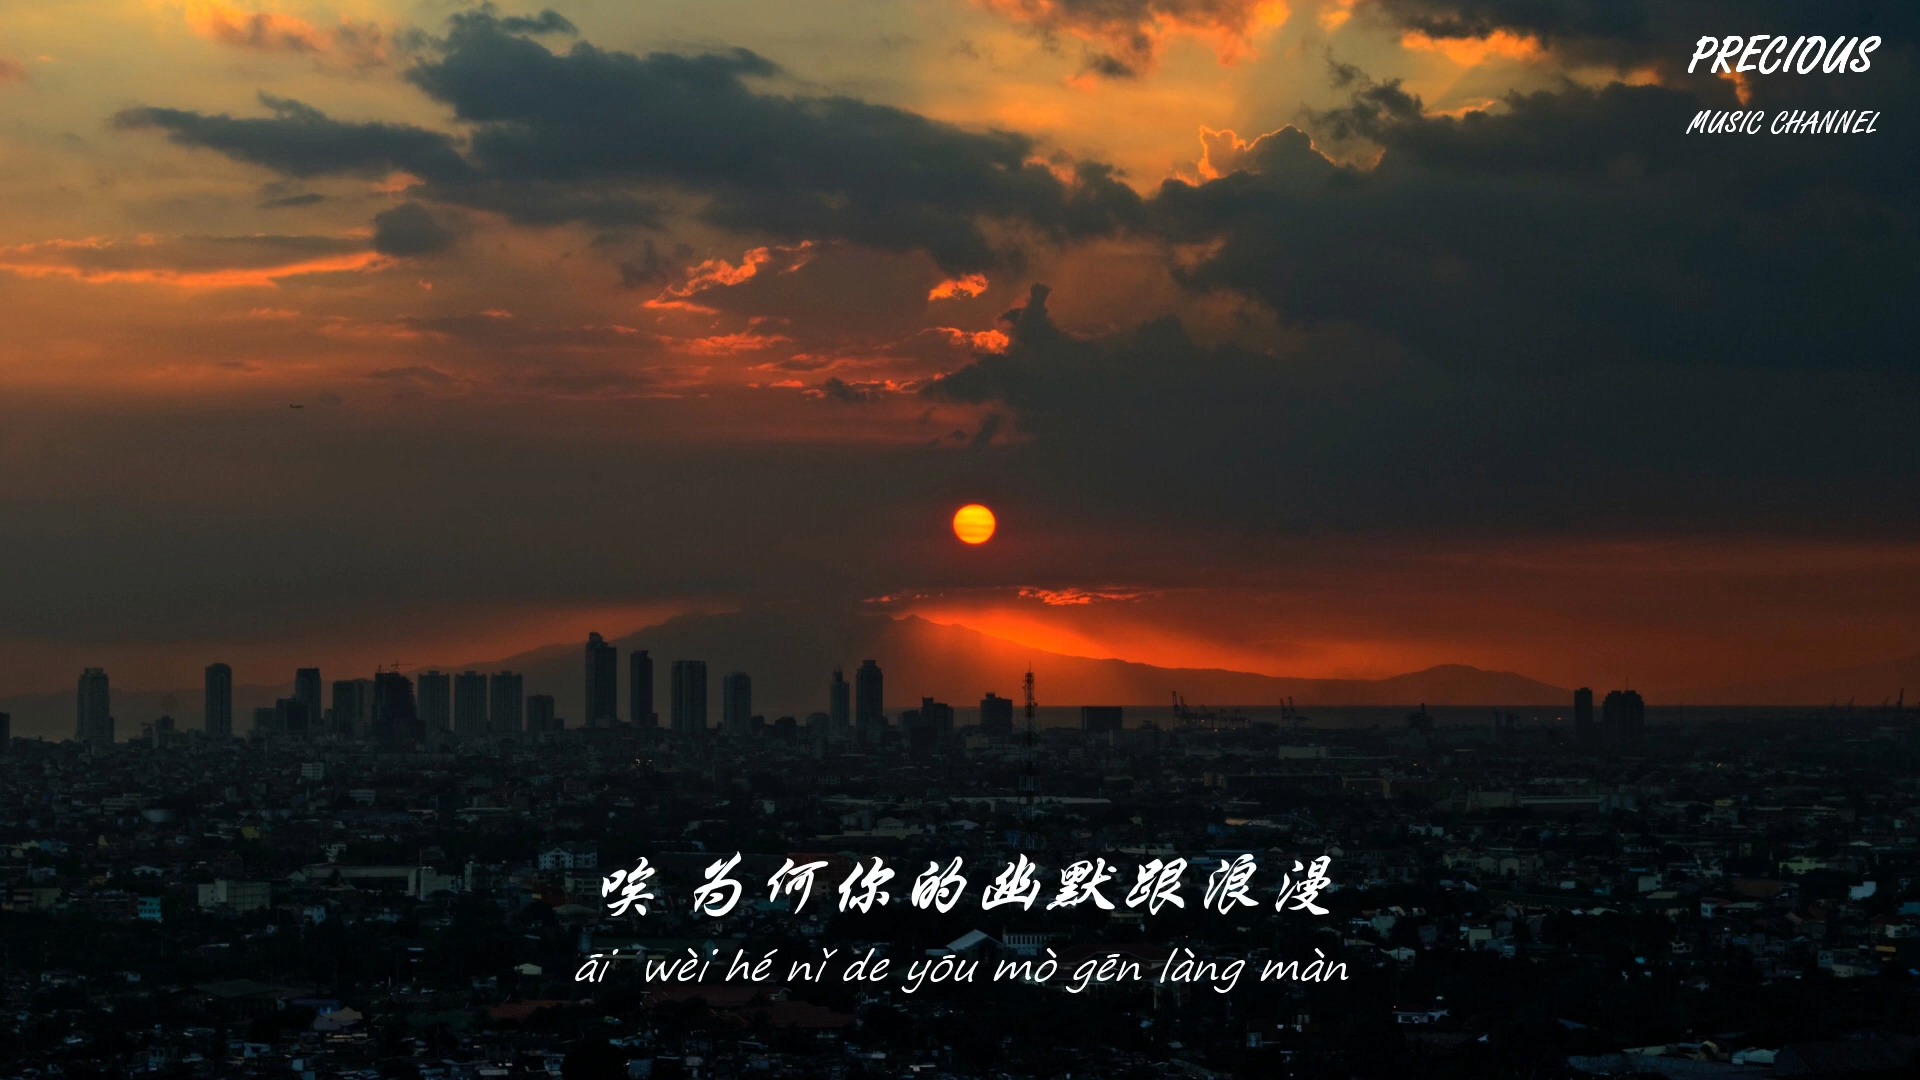 PRECIOUS
MUSIC CHANNEL
唉 为何你的幽默跟浪漫
āi wèi hé nǐ de yōu mò gēn làng màn